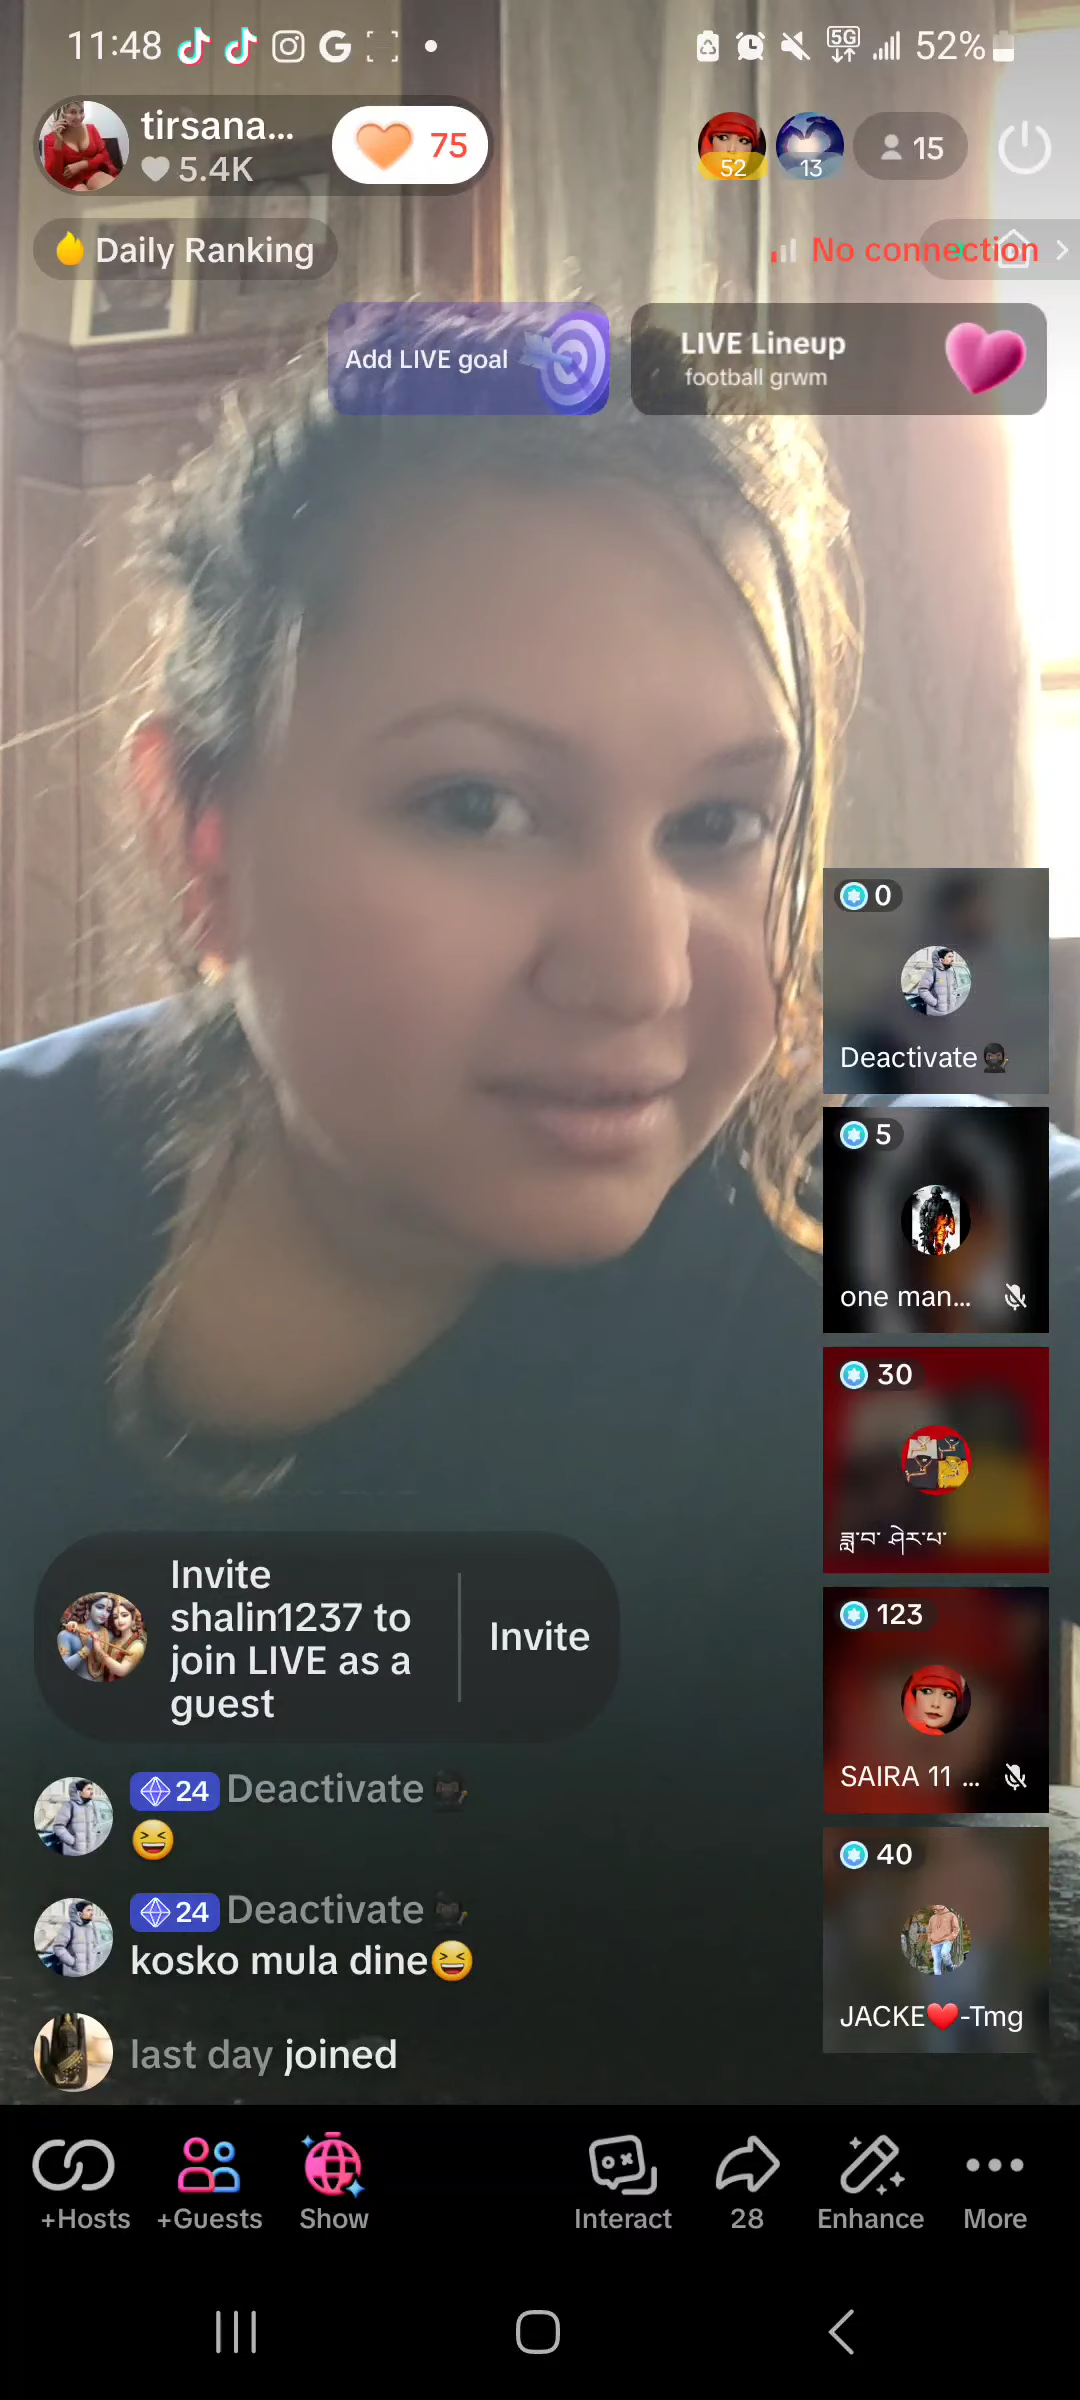 11:48
5G
52%
tirsana...
5.4K
75
52
13
15
Daily Ranking
No connection
Add LIVE goal
LIVE Lineup
football grwm
0
Deactivate
5
one man...
30
ཟླ་བ་ ཤེར་པ་
123
SAIRA 11 ...
40
JACKE❤️-Tmg
Invite
shalin1237 to
join LIVE as a
guest
Invite
24 Deactivate
😆
24 Deactivate
kosko mula dine😆
last day joined
+Hosts
+Guests
Show
Interact
28
Enhance
More